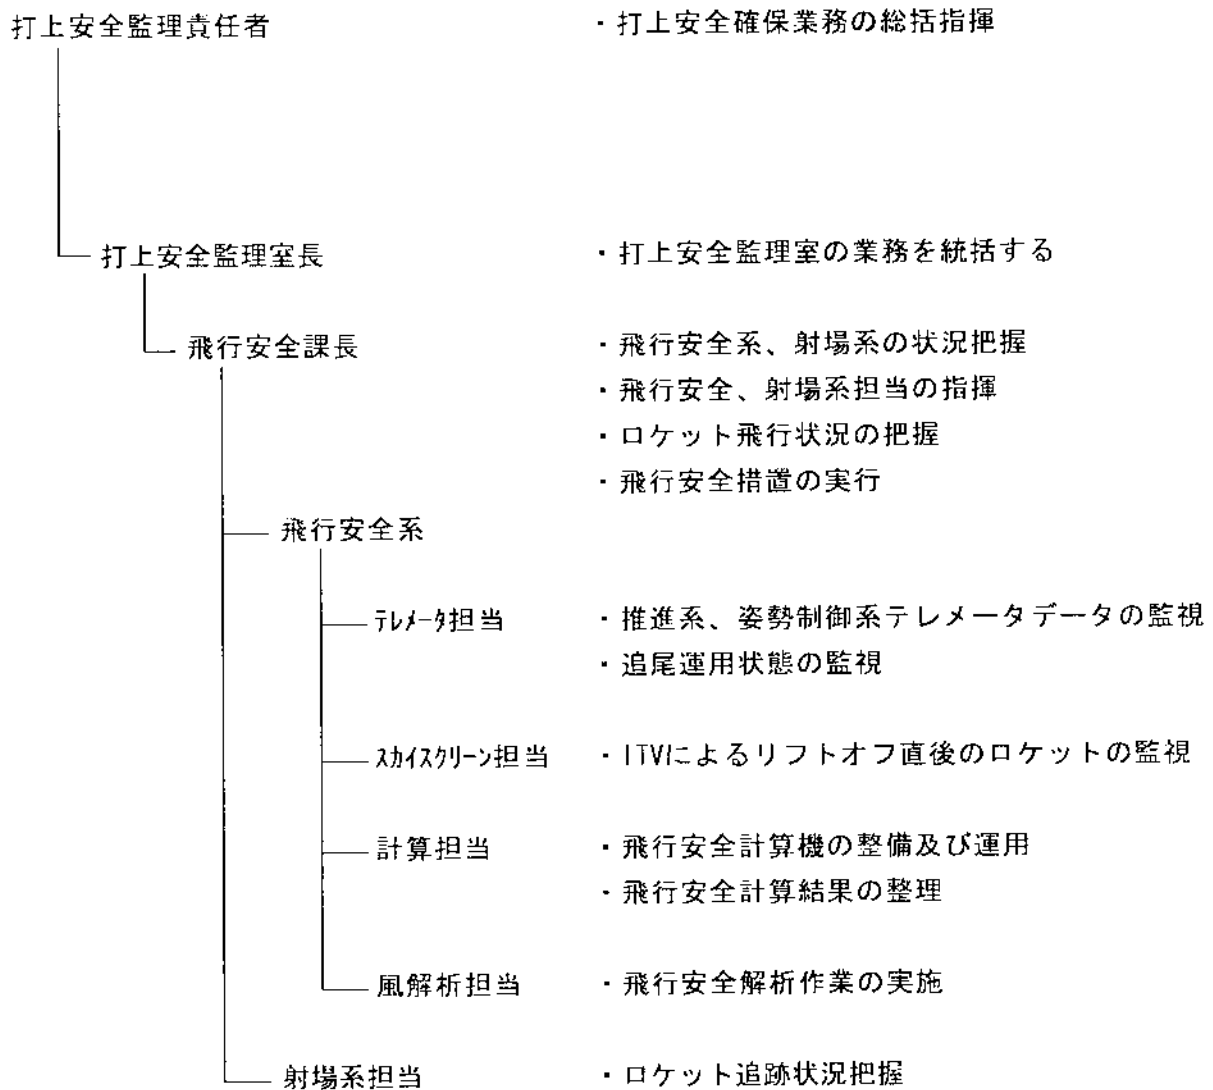 打上安全監理責任者 ・打上安全確保業務の総括指揮
打上安全監理室長 ・打上安全監理室の業務を統括する
飛行安全課長 ・飛行安全系、射場系の状況把握
・飛行安全、射場系担当の指揮
・ロケット飛行状況の把握
・飛行安全措置の実行
飛行安全系
ﾃﾚﾒｰﾀ担当 ・推進系、姿勢制御系テレメータデータの監視
・追尾運用状態の監視
ｽｶｲｽｸﾘｰﾝ担当 ・ITVによるリフトオフ直後のロケットの監視
計算担当 ・飛行安全計算機の整備及び運用
・飛行安全計算結果の整理
風解析担当 ・飛行安全解析作業の実施
射場系担当 ・ロケット追跡状況把握